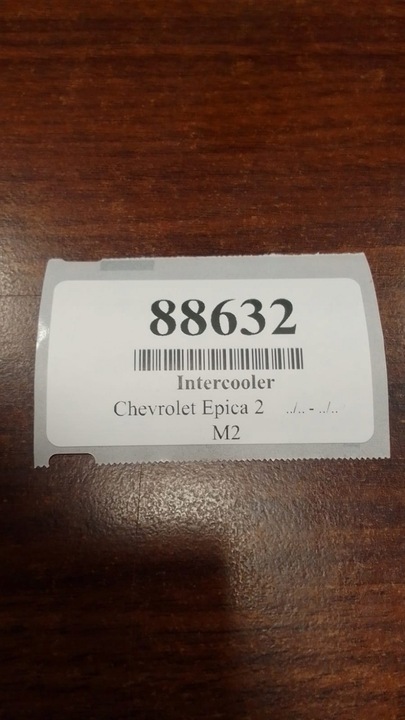 88632
Intercooler
Chevrolet Epica 2 ../.. - ../..
M2